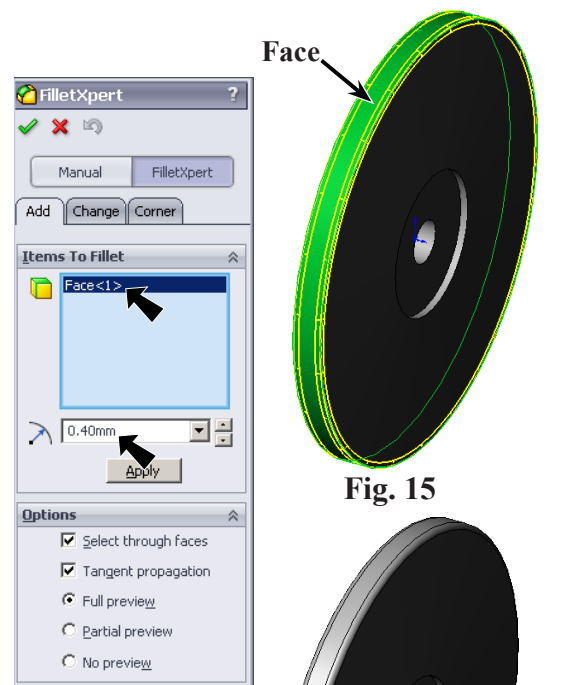 Face
FilletXpert ?
Manual FilletXpert
Add Change Corner
Items To Fillet
Face<1>
0.40mm
Apply
Fig. 15
Options
Select through faces
Tangent propagation
Full preview
Partial preview
No preview